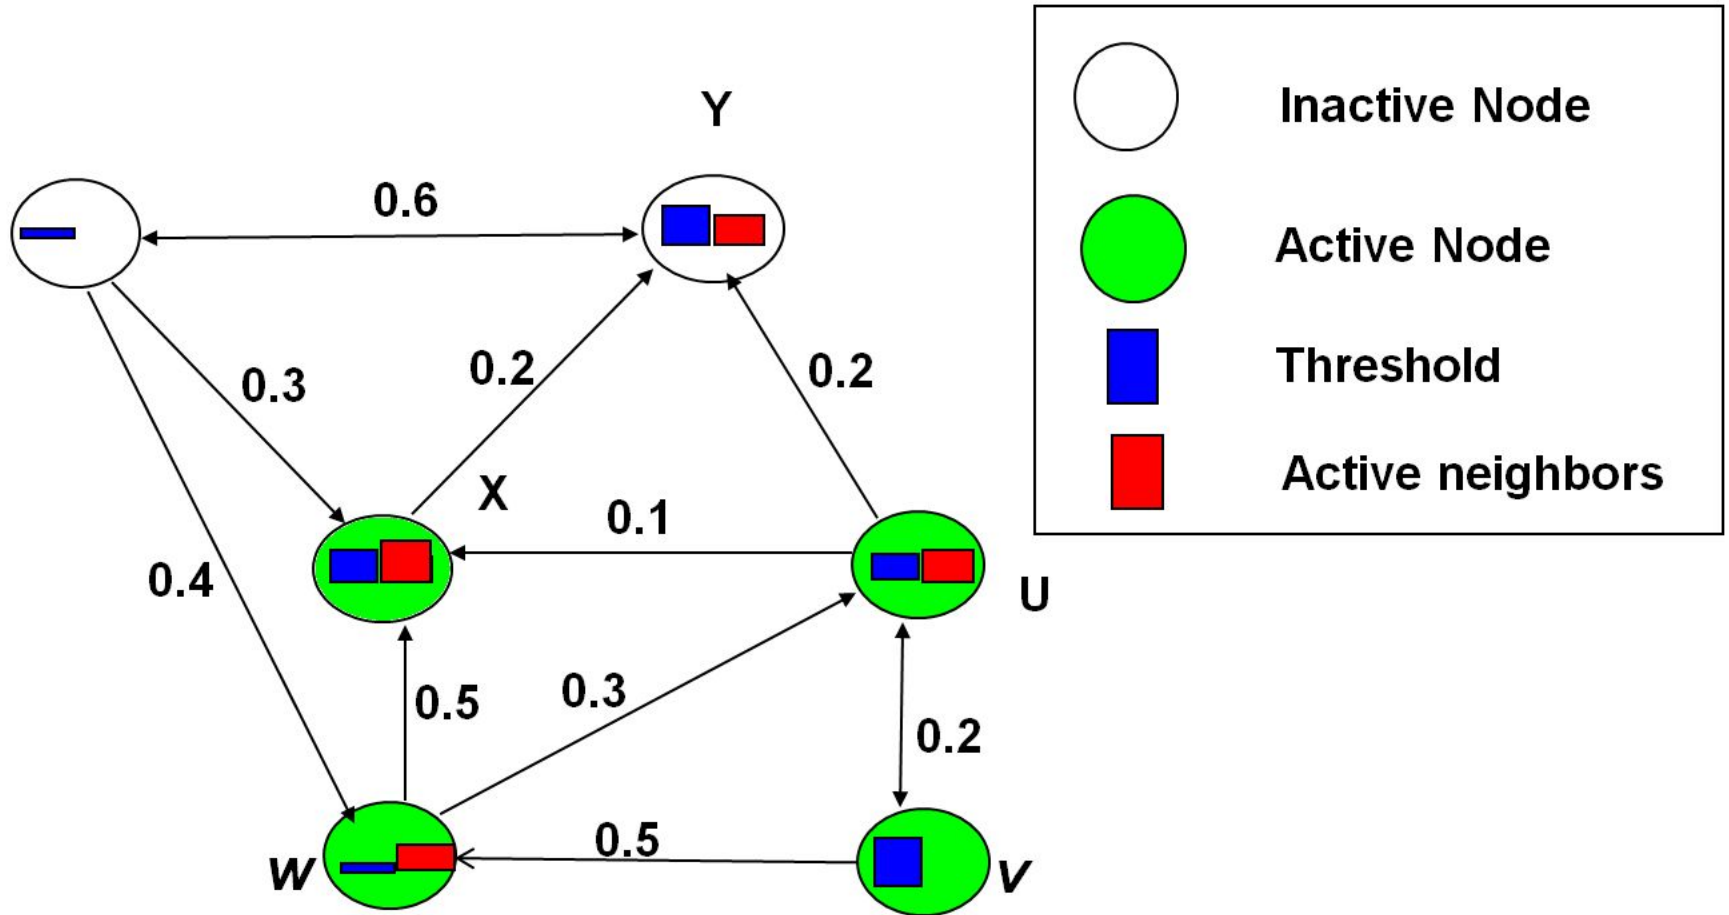 Y
0.6
0.3
0.2
0.2
X
0.1
0.4
U
0.5
0.3
0.2
0.5
w
v
Inactive Node
Active Node
Threshold
Active neighbors